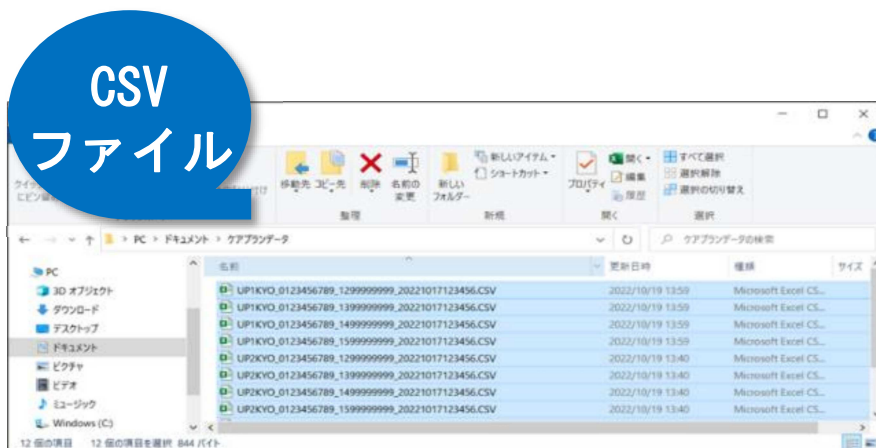 CSV
ファイル
移動先 コピー先 削除 名前の
変更
新しい
フォルダー
新しいアイテム
ショートカット
プロパティ
開く
編集
履歴
すべて選択
選択解除
選択の切り替え
整理
新規
開く
選択
PC > ドキュメント > ケアプランデータ
ケアプランデータの検索
名前 更新日時 種類 サイズ
PC
3D オブジェクト
ダウンロード
デスクトップ
ドキュメント
ピクチャ
ビデオ
ミュージック
Windows (C:)
UP1KYO_0123456789_1299999999_20221017123456.CSV 2022/10/19 13:59 Microsoft Excel CS...
UP1KYO_0123456789_1399999999_20221017123456.CSV 2022/10/19 13:59 Microsoft Excel CS...
UP1KYO_0123456789_1499999999_20221017123456.CSV 2022/10/19 13:59 Microsoft Excel CS...
UP1KYO_0123456789_1599999999_20221017123456.CSV 2022/10/19 13:59 Microsoft Excel CS...
UP2KYO_0123456789_1299999999_20221017123456.CSV 2022/10/19 13:40 Microsoft Excel CS...
UP2KYO_0123456789_1399999999_20221017123456.CSV 2022/10/19 13:40 Microsoft Excel CS...
UP2KYO_0123456789_1499999999_20221017123456.CSV 2022/10/19 13:40 Microsoft Excel CS...
UP2KYO_0123456789_1599999999_20221017123456.CSV 2022/10/19 13:40 Microsoft Excel CS...
12 個の項目 12 個の項目を選択 844 バイト